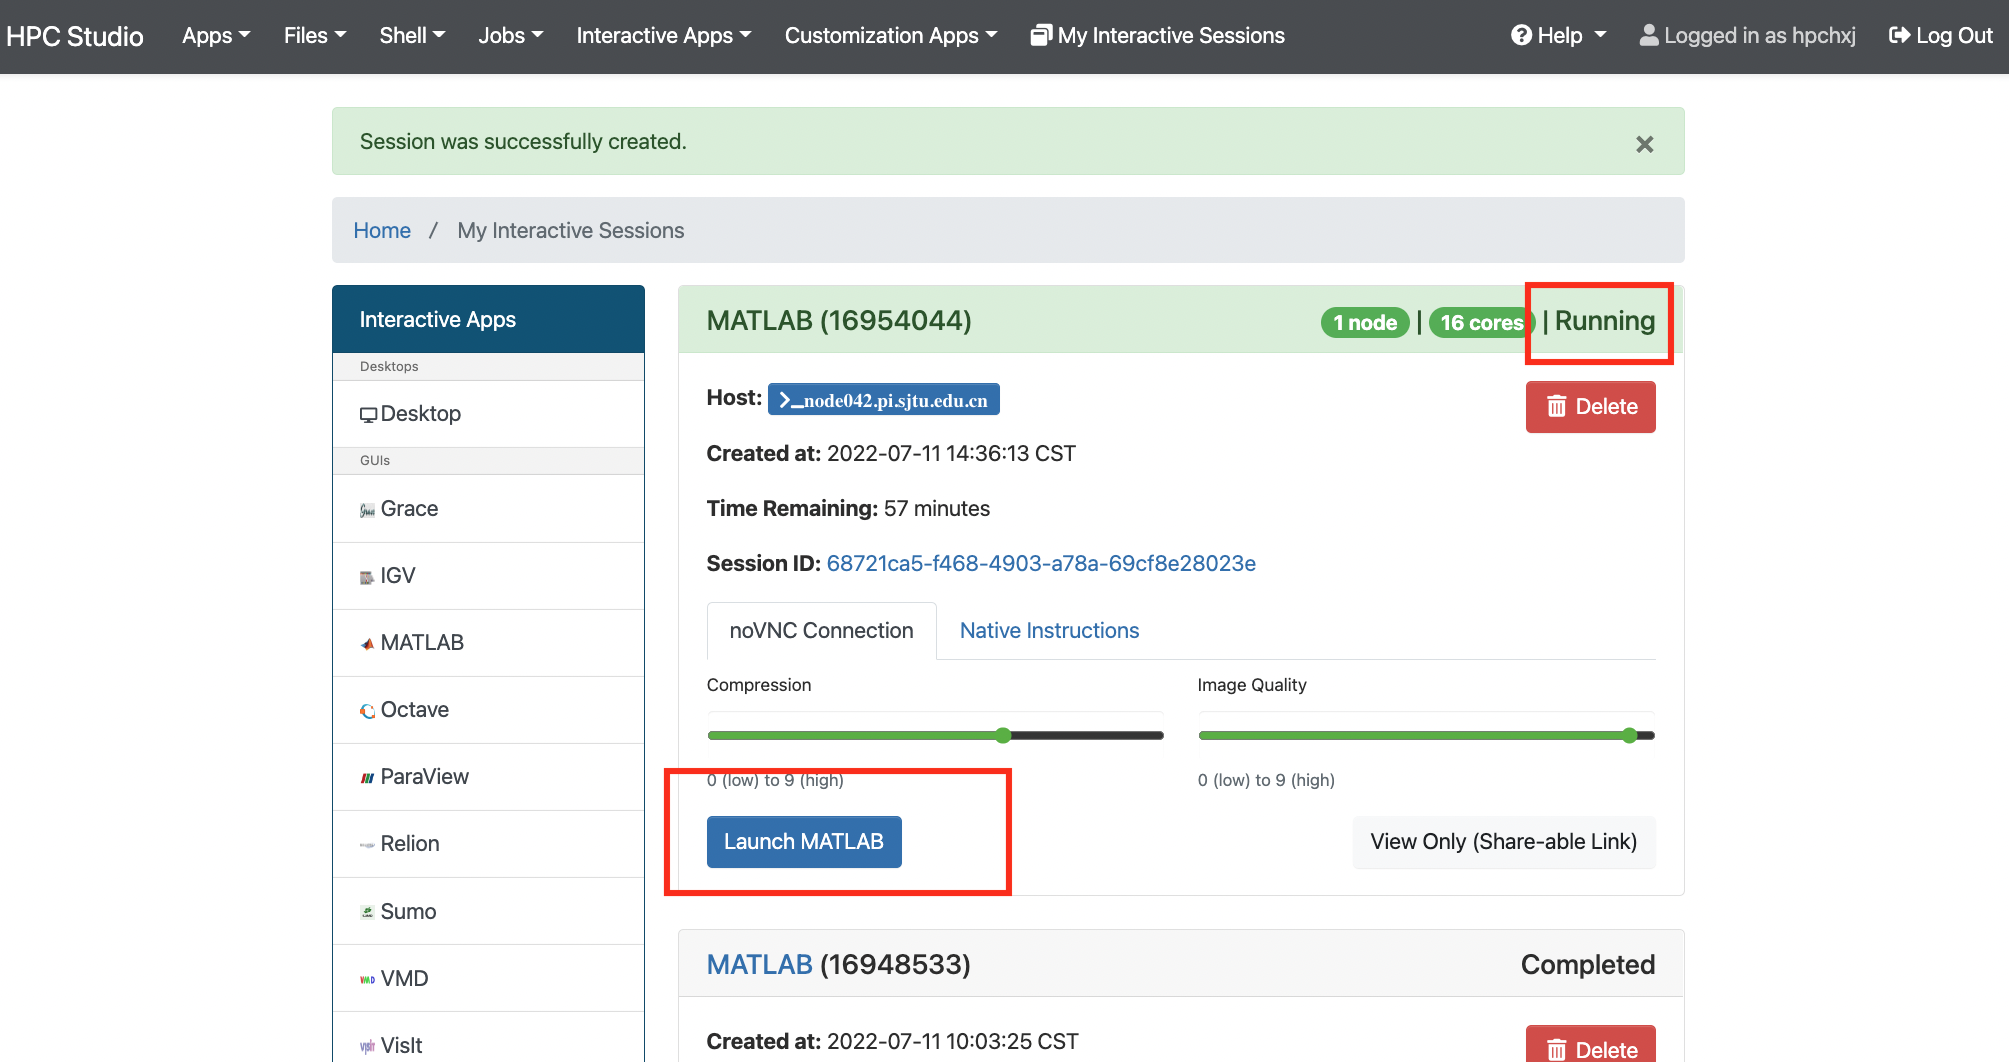 HPC Studio Apps Files Shell Jobs Interactive Apps Customization Apps My Interactive Sessions Help Logged in as hpchxj Log Out
Session was successfully created.
Home / My Interactive Sessions
Interactive Apps
Desktops
Desktop
GUIs
Grace
IGV
MATLAB
Octave
ParaView
Relion
Sumo
VMD
VisIt
MATLAB (16954044) 1 node | 16 cores | Running
Host: >_node042.pi.sjtu.edu.cn Delete
Created at: 2022-07-11 14:36:13 CST
Time Remaining: 57 minutes
Session ID: 68721ca5-f468-4903-a78a-69cf8e28023e
noVNC Connection Native Instructions
Compression Image Quality
0 (low) to 9 (high) 0 (low) to 9 (high)
Launch MATLAB View Only (Share-able Link)
MATLAB (16948533) Completed
Created at: 2022-07-11 10:03:25 CST Delete